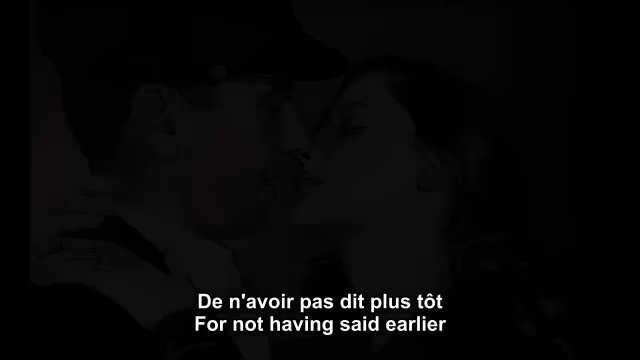 De n'avoir pas dit plus tôt
For not having said earlier